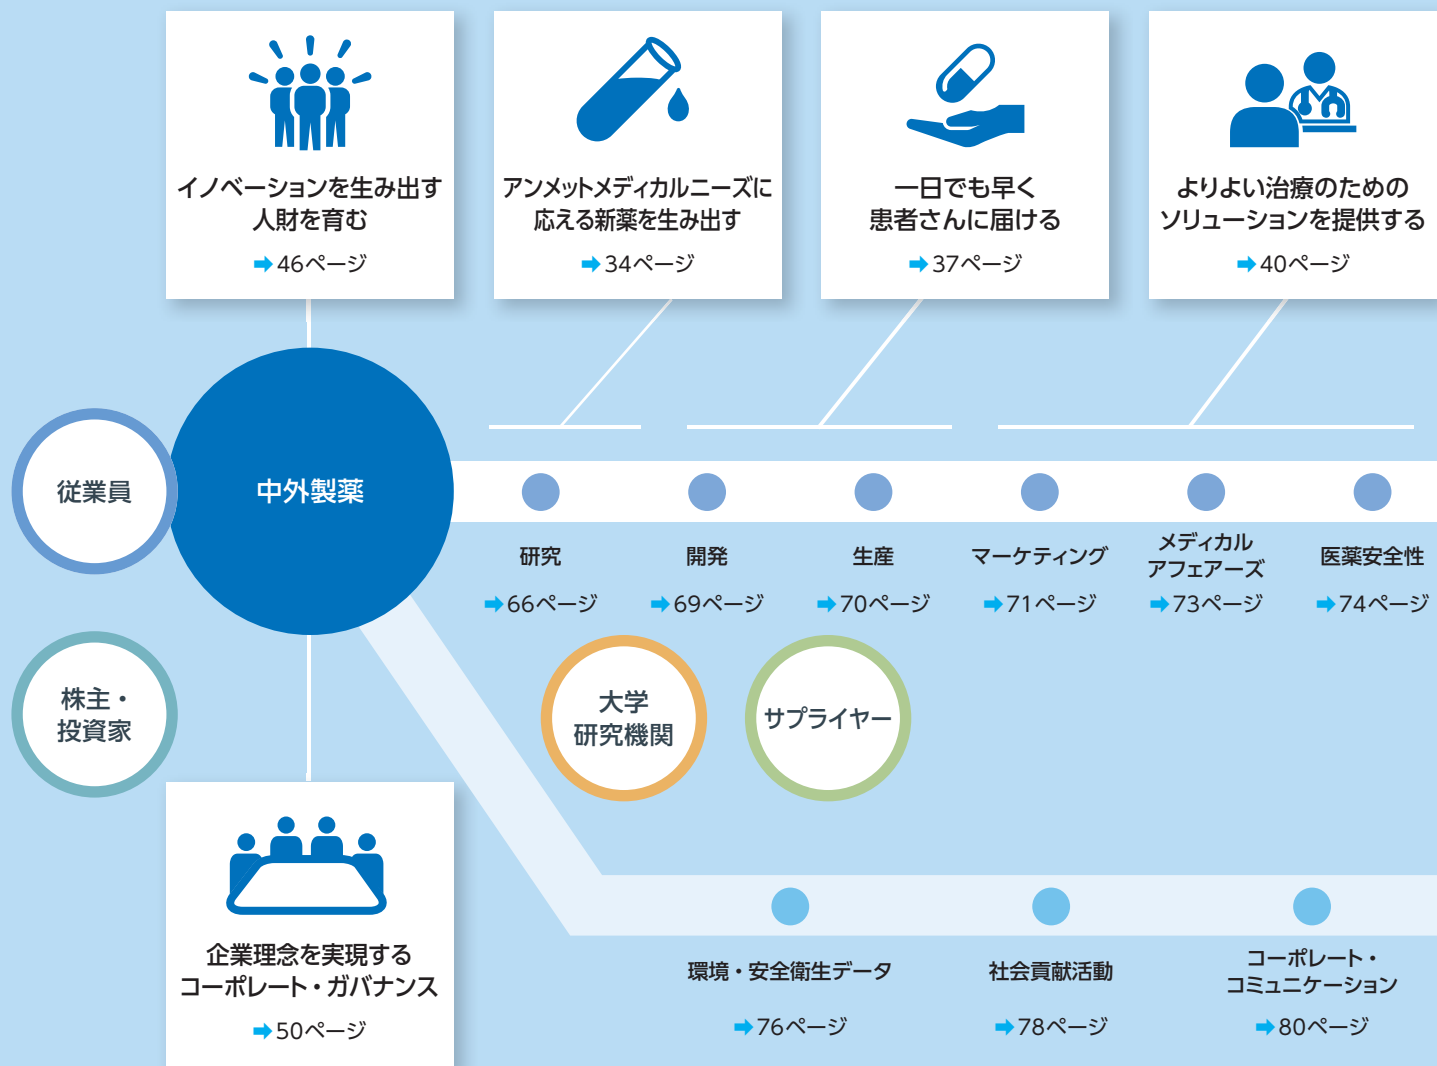 イノベーションを生み出す
人財を育む
➡46ページ
アンメットメディカルニーズに
応える新薬を生み出す
➡34ページ
一日でも早く
患者さんに届ける
➡37ページ
よりよい治療のための
ソリューションを提供する
➡40ページ
従業員
中外製薬
研究
➡66ページ
開発
➡69ページ
生産
➡70ページ
マーケティング
➡71ページ
メディカル
アフェアーズ
➡73ページ
医薬安全性
➡74ページ
株主・
投資家
大学
研究機関
サプライヤー
企業理念を実現する
コーポレート・ガバナンス
➡50ページ
環境・安全衛生データ
➡76ページ
社会貢献活動
➡78ページ
コーポレート・
コミュニケーション
➡80ページ